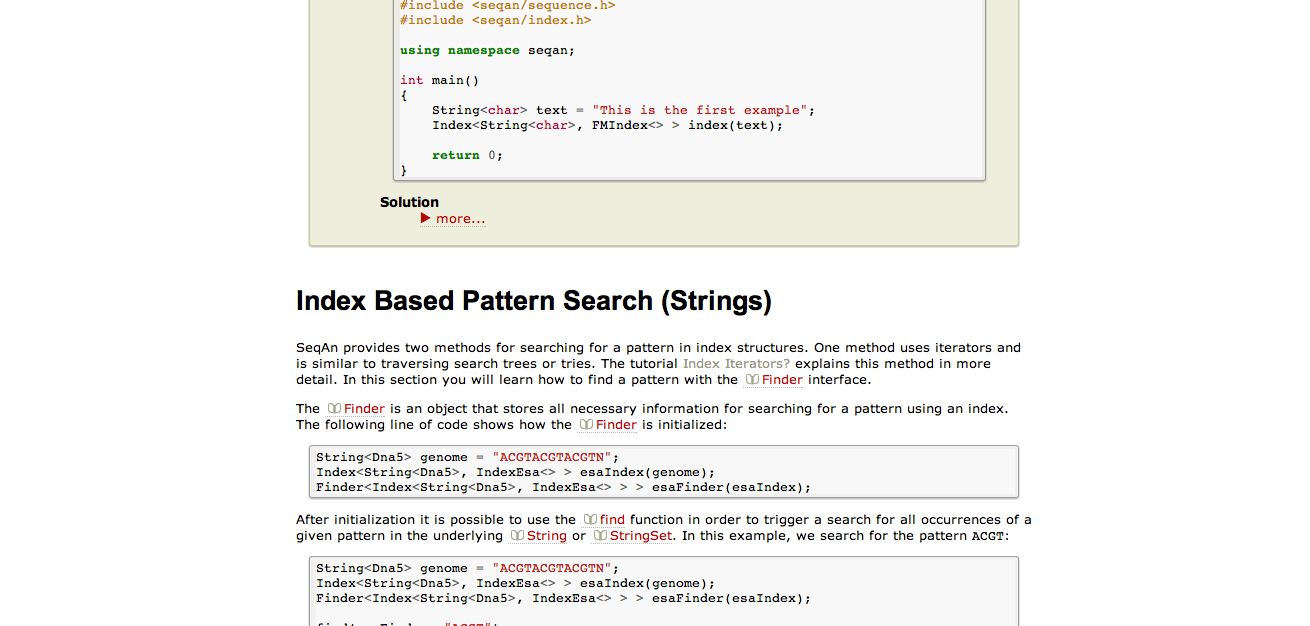 #include <seqan/sequence.h>
#include <seqan/index.h>
using namespace seqan;
int main()
{
    String<char> text = "This is the first example";
    Index<String<char>, FMIndex<> > index(text);
    return 0;
}
Solution
more...
Index Based Pattern Search (Strings)
SeqAn provides two methods for searching for a pattern in index structures. One method uses iterators and
is similar to traversing search trees or tries. The tutorial Index Iterators? explains this method in more
detail. In this section you will learn how to find a pattern with the Finder interface.
The Finder is an object that stores all necessary information for searching for a pattern using an index.
The following line of code shows how the Finder is initialized:
String<Dna5> genome = "ACGTACGTACGTN";
Index<String<Dna5>, IndexEsa<> > esaIndex(genome);
Finder<Index<String<Dna5>, IndexEsa<> > > esaFinder(esaIndex);
After initialization it is possible to use the find function in order to trigger a search for all occurrences of a
given pattern in the underlying String or StringSet. In this example, we search for the pattern ACGT:
String<Dna5> genome = "ACGTACGTACGTN";
Index<String<Dna5>, IndexEsa<> > esaIndex(genome);
Finder<Index<String<Dna5>, IndexEsa<> > > esaFinder(esaIndex);